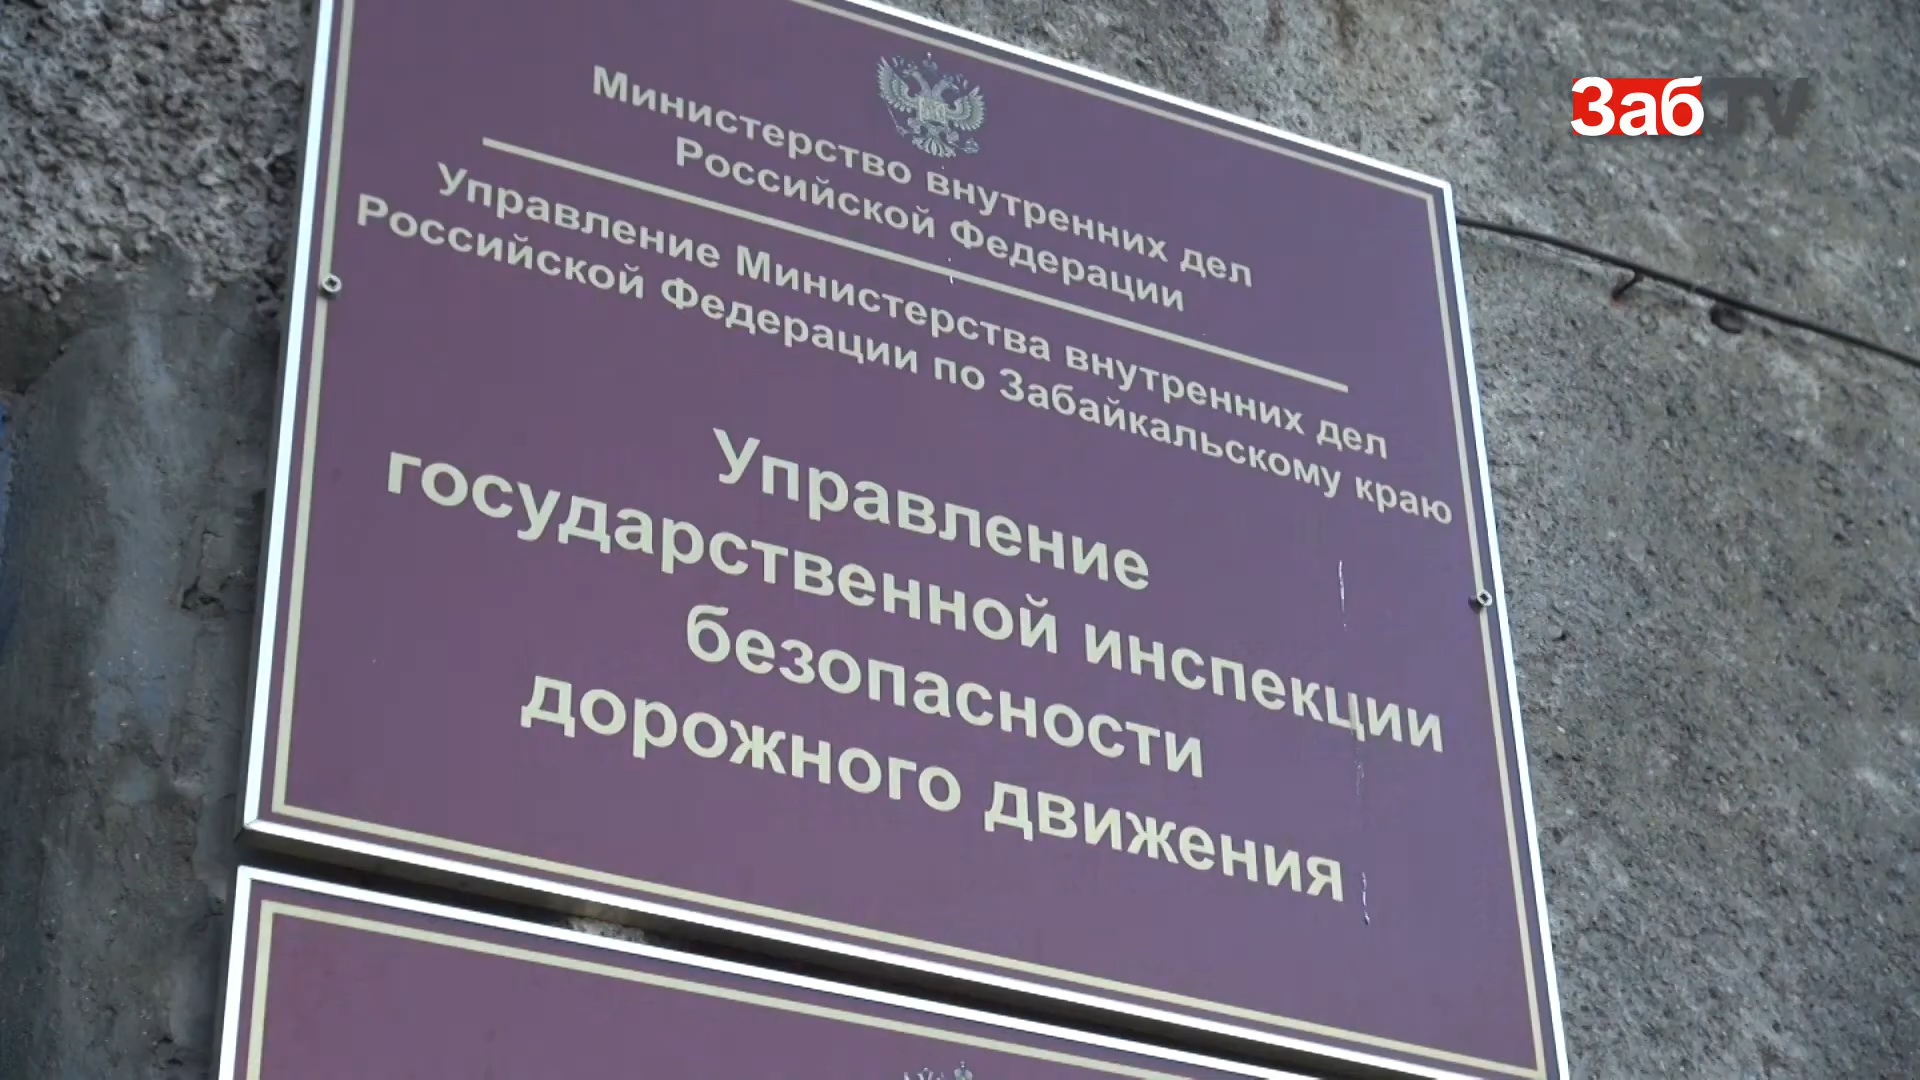 Министерство внутренних дел
Российской Федерации
Управление Министерства внутренних дел
Российской Федерации по Забайкальскому краю
Управление
государственной инспекции
безопасности
дорожного движения
Заб.TV